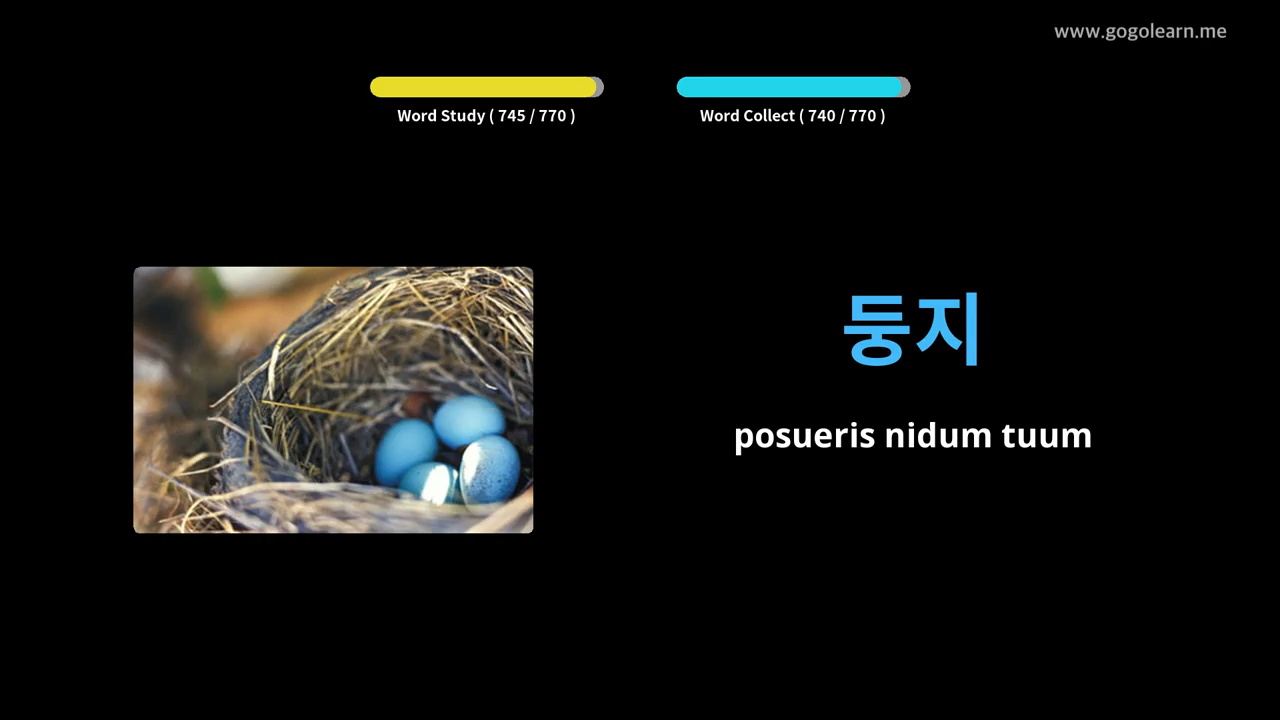 www.gogolearn.me
Word Study ( 745 / 770 )
Word Collect ( 740 / 770 )
둥지
posueris nidum tuum